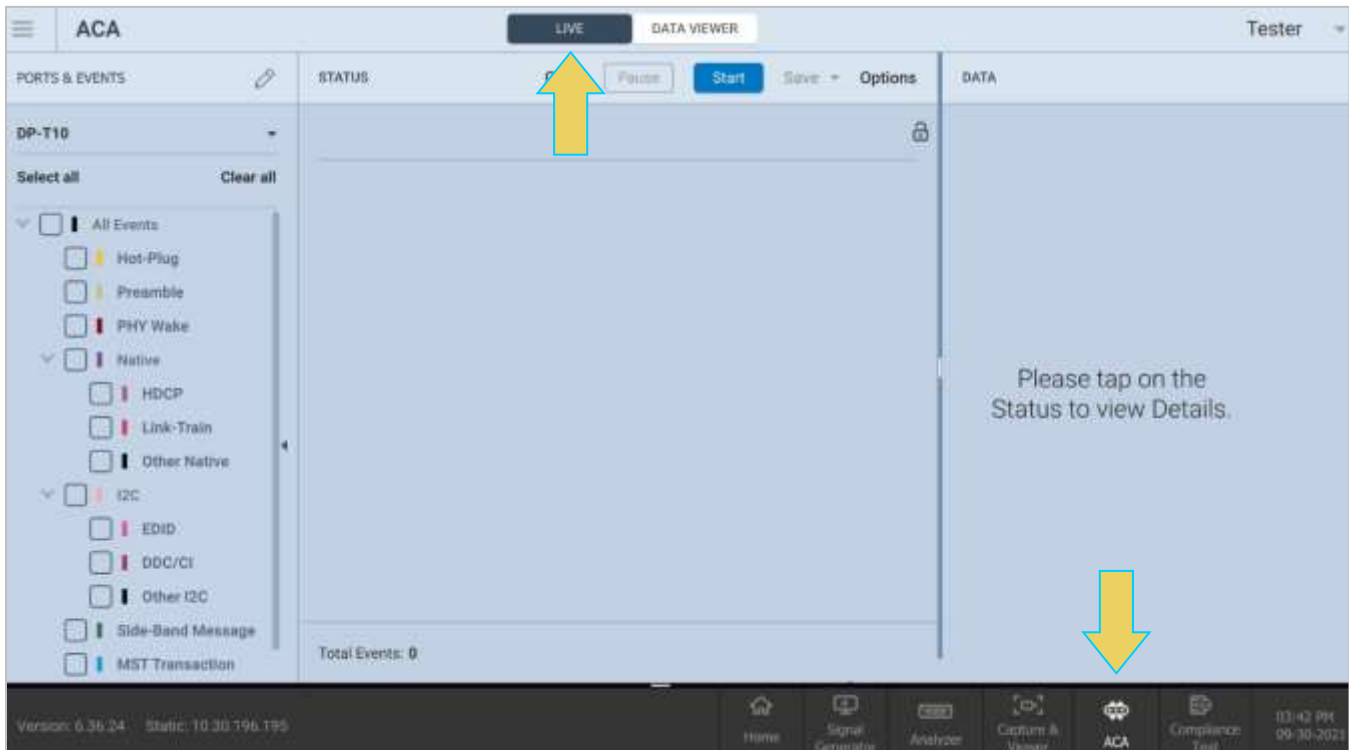 ACA
LIVE
DATA VIEWER
Tester
PORTS & EVENTS
STATUS
Pause
Start
Save
Options
DATA
DP-T10
Select all
Clear all
All Events
Hot-Plug
Preamble
PHY Wake
Native
HDCP
Link-Train
Other Native
I2C
EDID
DDC/CI
Other I2C
Side-Band Message
MST Transaction
Please tap on the
Status to view Details.
Total Events: 0
Version: 6.36.24 Static: 10.30.196.195
Home
Signal
Generator
Analyzer
Capture &
Viewer
ACA
Compliance
Test
03:42 PM
09-30-2021